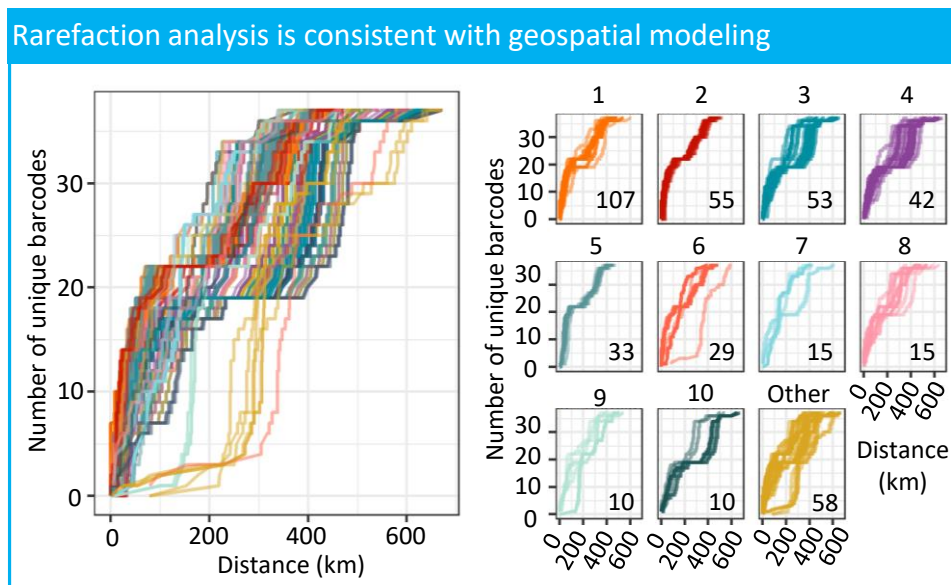 Rarefaction analysis is consistent with geospatial modeling
Number of unique barcodes
30
20
10
0
0 200 400 600
Distance (km)
Number of unique barcodes
1 2 3 4
30
20
10
0
107 55 53 42
5 6 7 8
30
20
10
0
33 29 15 15
0 200 400 600
9 10 Other
30
20
10
0
10 10 58
0 200 400 600
0 200 400 600
0 200 400 600
Distance
(km)